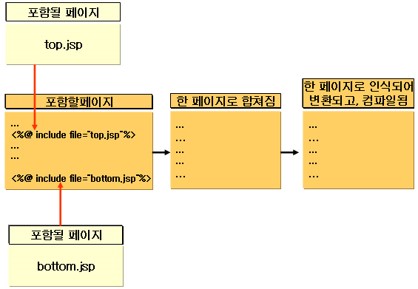 포함될 페이지
top.jsp
포함할페이지
...
<%@ include file="top.jsp"%>
...
...
<%@ include file="bottom.jsp"%>
한 페이지로 합쳐짐
...
...
...
...
한 페이지로 인식되어
변환되고, 컴파일됨
...
...
...
...
포함될 페이지
bottom.jsp